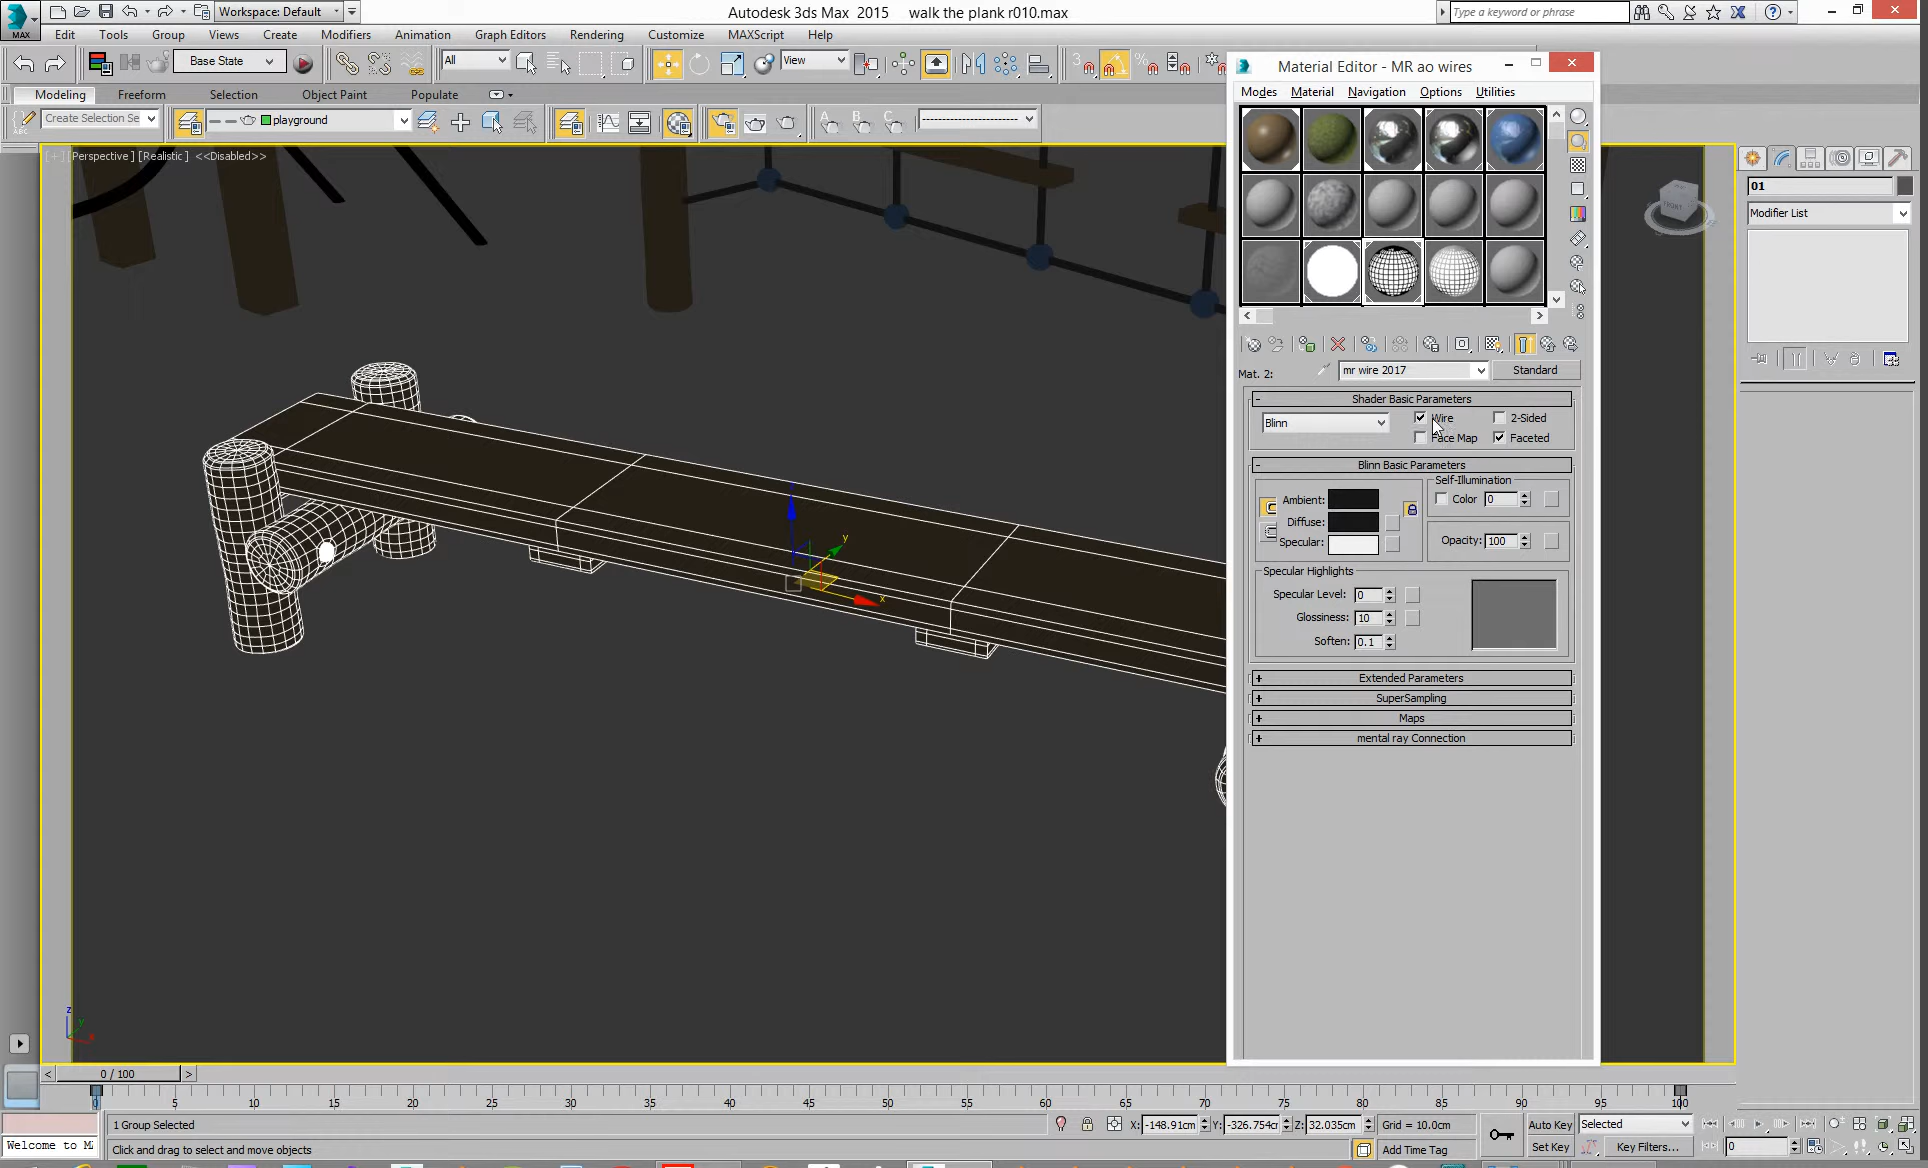 Workspace: Default
Autodesk 3ds Max 2015 walk the plank r010.max
Type a keyword or phrase
MAX
Edit Tools Group Views Create Modifiers Animation Graph Editors Rendering Customize MAXScript Help
Base State
All
View
3
Modeling Freeform Selection Object Paint Populate
Create Selection Se
playground
[+][Perspective] [Realistic] <<Disabled>>
Material Editor - MR ao wires
Modes Material Navigation Options Utilities
Mat. 2: mr wire 2017 Standard
Shader Basic Parameters
Blinn
Wire 2-Sided
Face Map Faceted
Blinn Basic Parameters
Self-Illumination
Ambient:
Color 0
Diffuse:
Specular:
Opacity: 100
Specular Highlights
Specular Level: 0
Glossiness: 10
Soften: 0.1
Extended Parameters
SuperSampling
Maps
mental ray Connection
FRONT
01
Modifier List
y
x
z
y
0 / 100
0 5 10 15 20 25 30 35 40 45 50 55 60 65 70 75 80 85 90 95 100
1 Group Selected
X: -148.91cm Y: -326.754cr Z: 32.035cm Grid = 10.0cm
Auto Key Selected
Welcome to M
Click and drag to select and move objects
Add Time Tag
Set Key Key Filters...
0